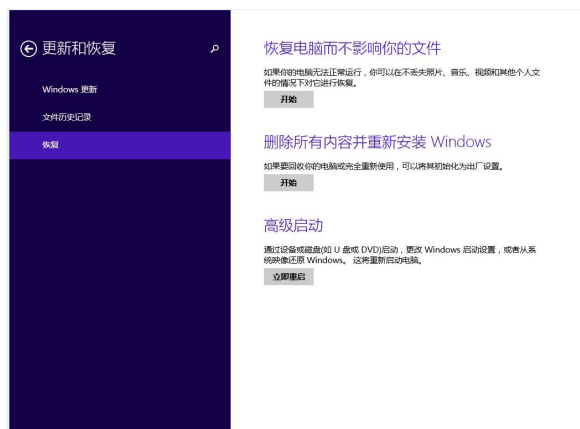 更新和恢复
Windows 更新
文件历史记录
恢复
恢复电脑而不影响你的文件
如果你的电脑无法正常运行，你可以在不丢失照片、音乐、视频和其他个人文
件的情况下对它进行恢复。
开始
删除所有内容并重新安装 Windows
如果要回收你的电脑或完全重新使用，可以将其初始化为出厂设置。
开始
高级启动
通过设备或磁盘(如 U 盘或 DVD)启动，更改 Windows 启动设置，或者从系
统映像还原 Windows。 这将重新启动电脑。
立即重启